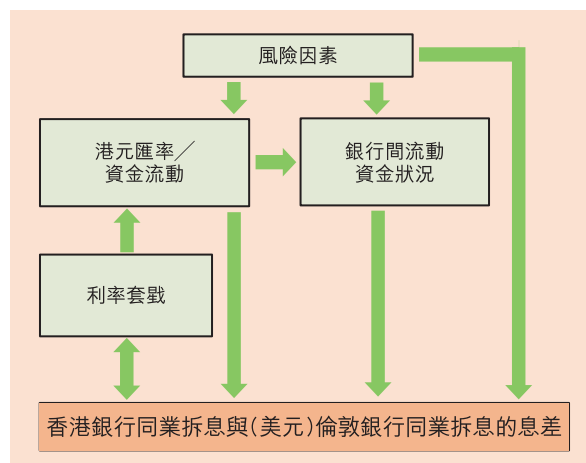 風險因素
港元匯率／
資金流動
銀行間流動
資金狀況
利率套戥
香港銀行同業拆息與(美元)倫敦銀行同業拆息的息差